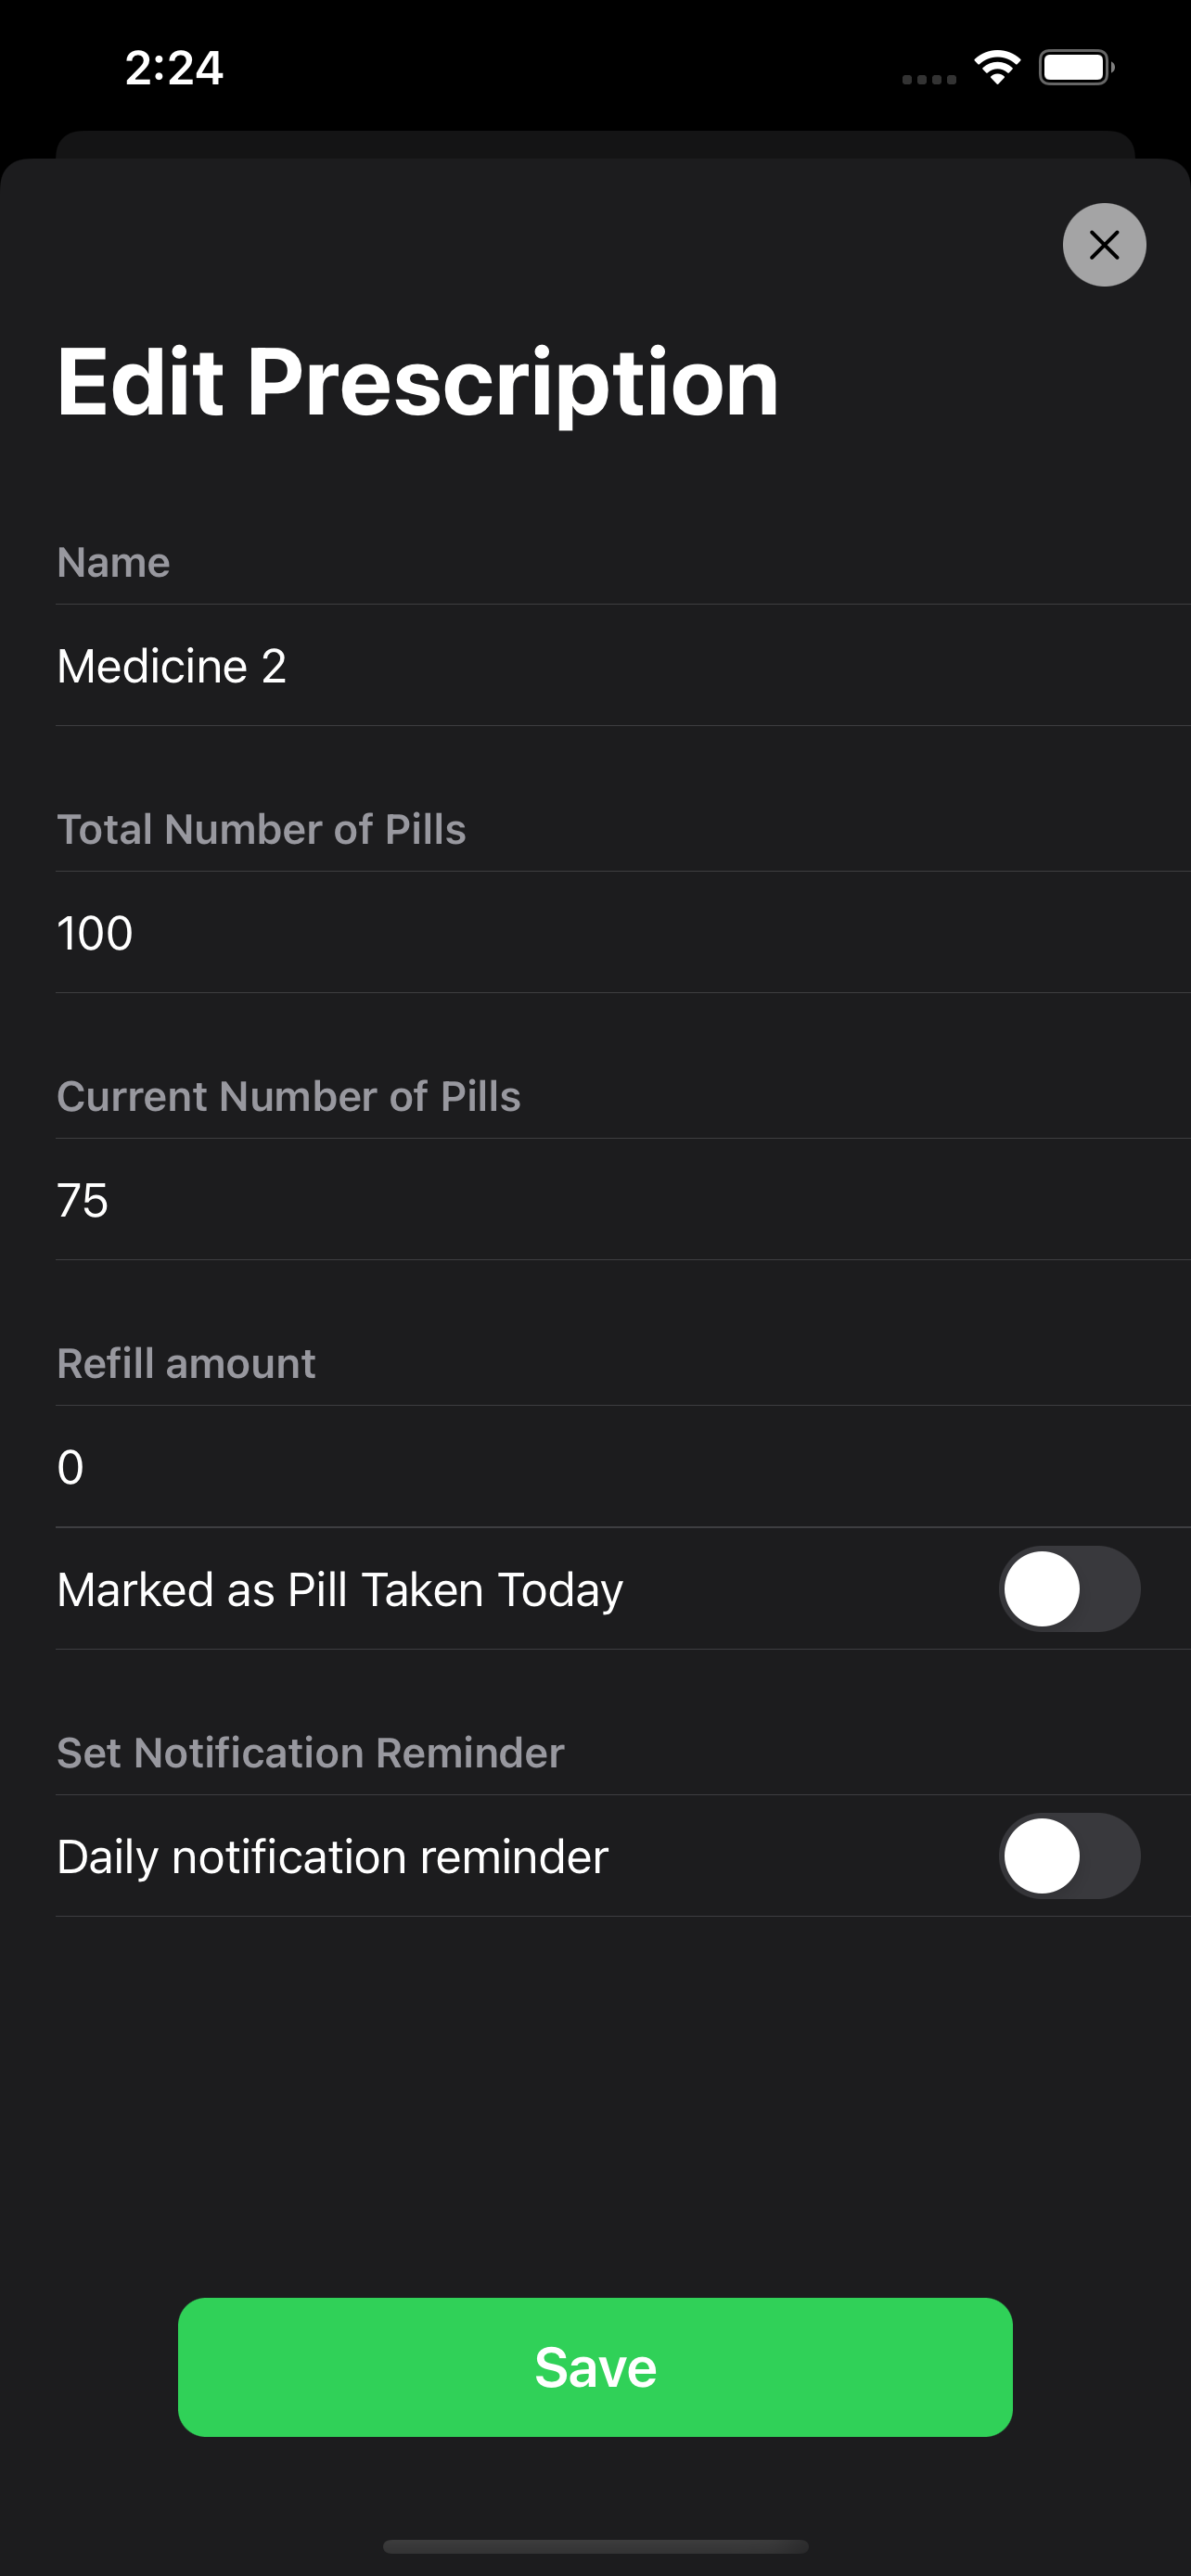 2:24
Edit Prescription
Name
Medicine 2
Total Number of Pills
100
Current Number of Pills
75
Refill amount
0
Marked as Pill Taken Today
Set Notification Reminder
Daily notification reminder
Save